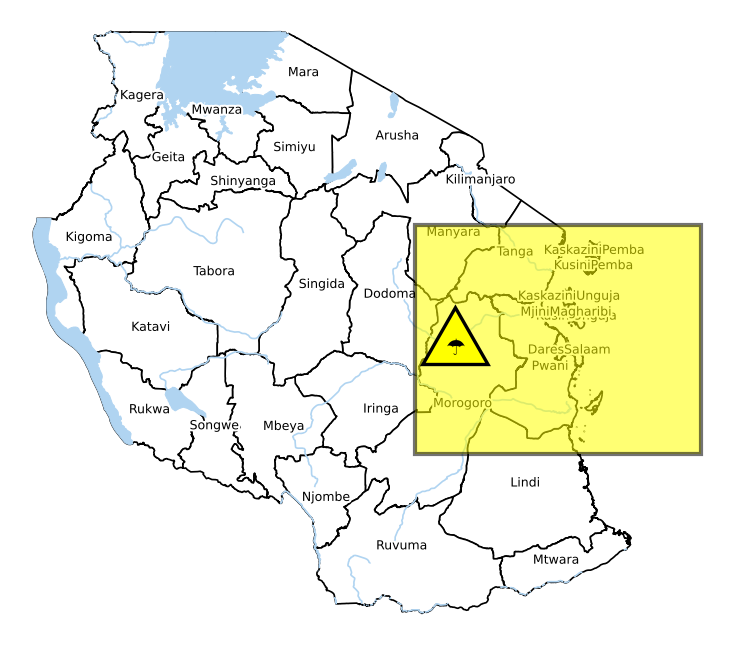 Mara
Kagera
Mwanza
Arusha
Simiyu
Geita
Kilimanjaro
Shinyanga
Manyara
Kigoma
Tanga
KaskaziniPemba
KusiniPemba
Tabora
Singida
Dodoma
KaskaziniUnguja
MjiniMagharibi
KusiniUnguja
Katavi
DaresSalaam
Pwani
Morogoro
Rukwa
Iringa
Songwe
Mbeya
Lindi
Njombe
Ruvuma
Mtwara